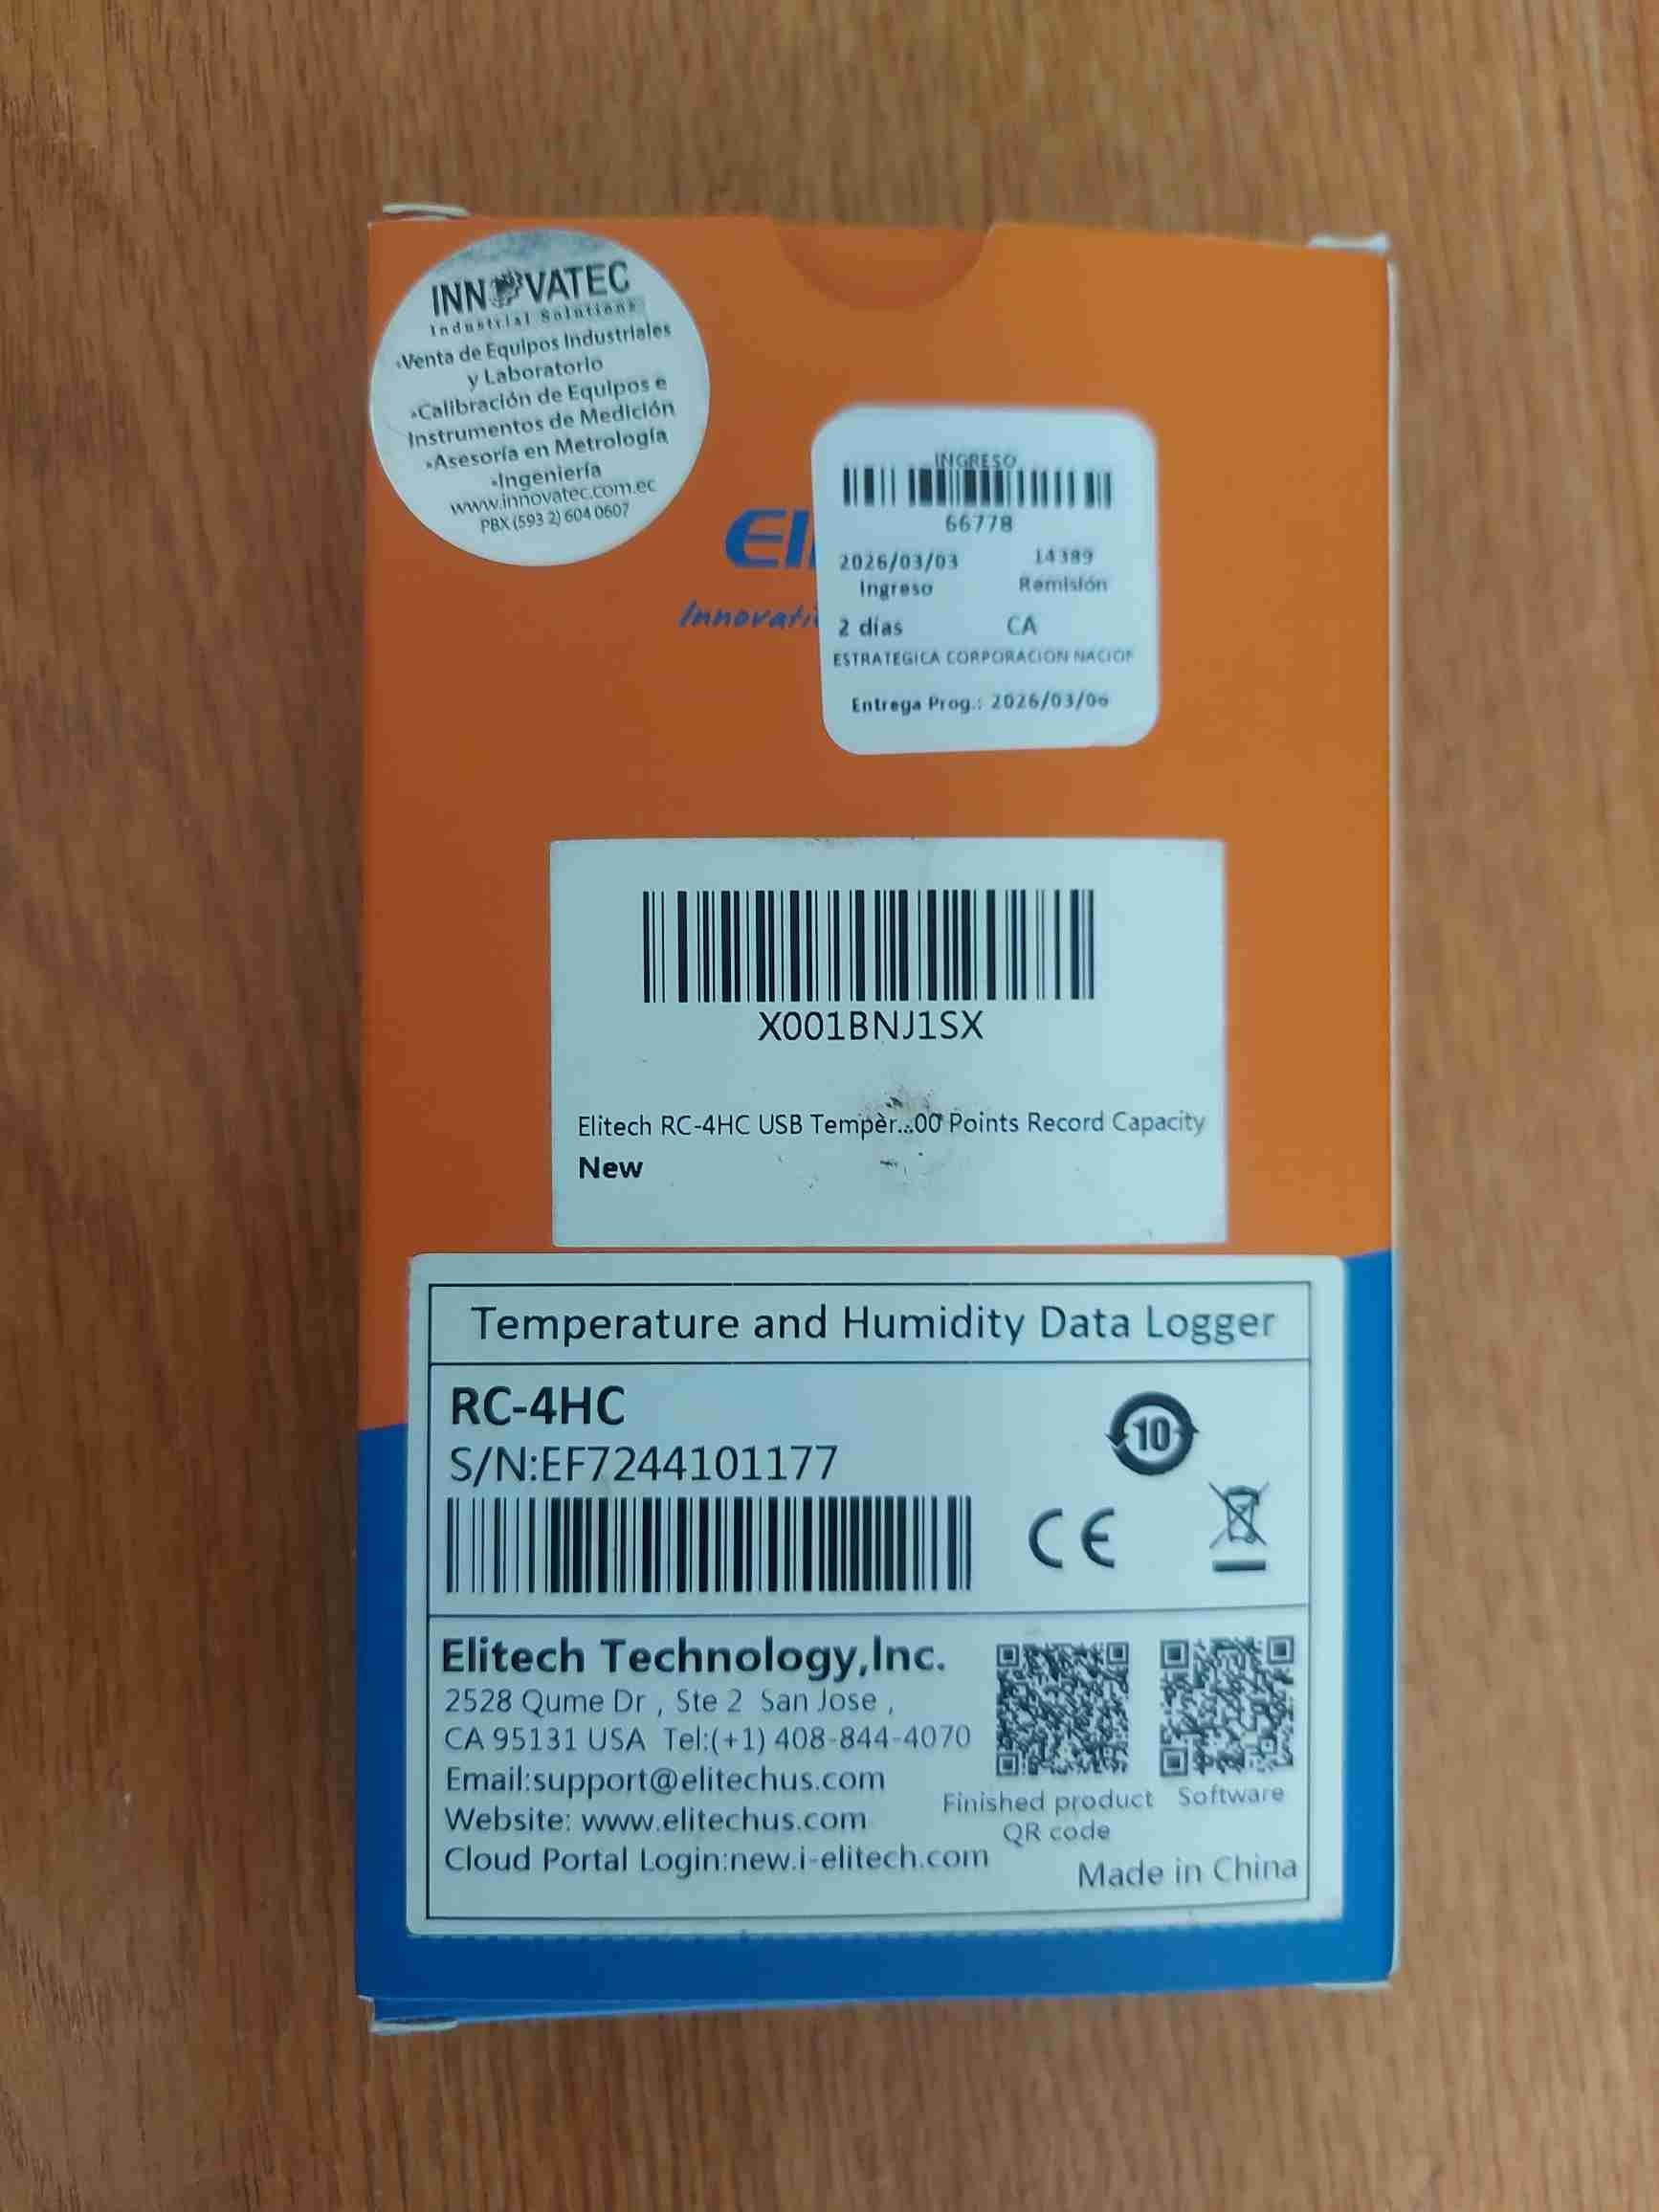 INNOVATEC
Industrial Solutions
•Venta de Equipos Industriales
y Laboratorio
•Calibración de Equipos e
Instrumentos de Medición
•Asesoría en Metrología
•Ingeniería
www.innovatec.com.ec
PBX (593 2) 604 0607
INGRESO
66778
2026/03/03 14389
Ingreso Remisión
2 días CA
ESTRATEGICA CORPORACION NACION
Entrega Prog.: 2026/03/06
Eli
Innovati
X001BNJ1SX
Elitech RC-4HC USB Temper...00 Points Record Capacity
New
Temperature and Humidity Data Logger
RC-4HC
S/N:EF7244101177
10
CE
Elitech Technology,Inc.
2528 Qume Dr , Ste 2 San Jose ,
CA 95131 USA Tel:(+1) 408-844-4070
Email:support@elitechus.com
Website: www.elitechus.com
Cloud Portal Login:new.i-elitech.com
Finished product
QR code
Software
Made in China